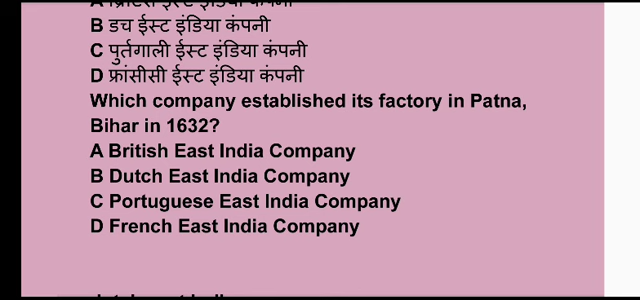 B डच ईस्ट इंडिया कंपनी
C पुर्तगाली ईस्ट इंडिया कंपनी
D फ्रांसीसी ईस्ट इंडिया कंपनी
Which company established its factory in Patna,
Bihar in 1632?
A British East India Company
B Dutch East India Company
C Portuguese East India Company
D French East India Company